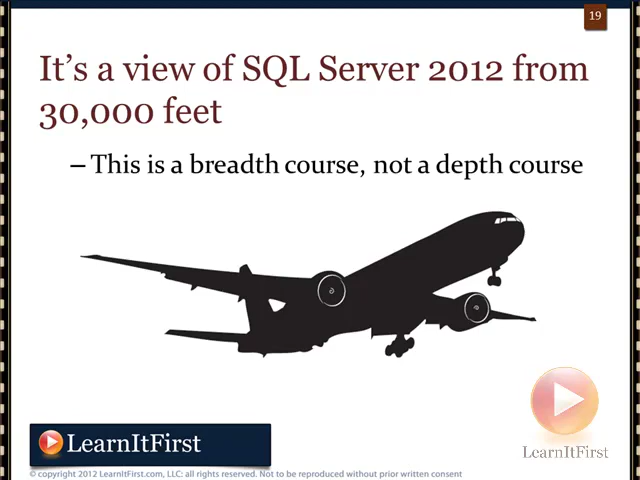 19
It's a view of SQL Server 2012 from
30,000 feet
– This is a breadth course, not a depth course
LearnItFirst
LearnItFirst
© copyright 2012 LearnItFirst.com, LLC: all rights reserved. Not to be reproduced without prior written consent